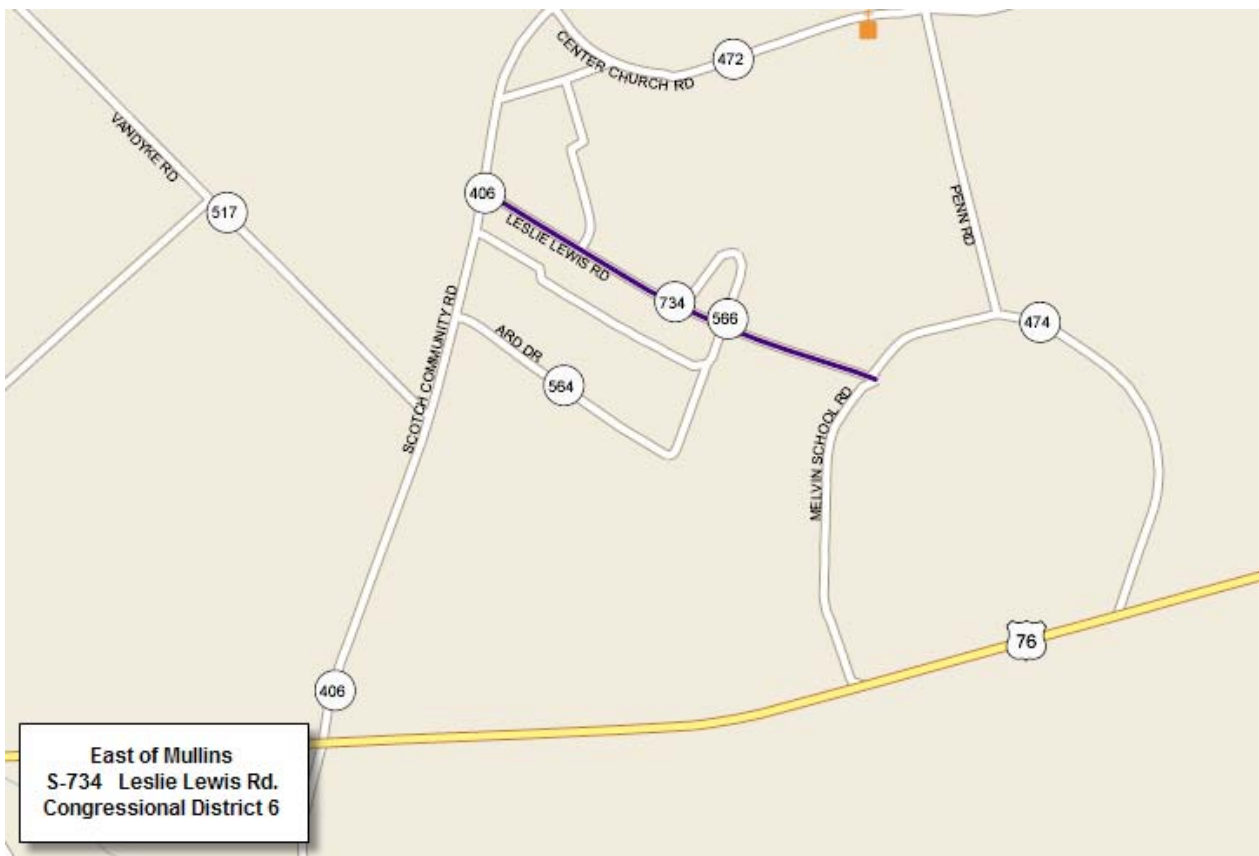 CENTER CHURCH RD
472
VANDYKE RD
517
406
LESLIE LEWIS RD
PENN RD
734
566
474
SCOTCH COMMUNITY RD
ARD DR
564
MELVIN SCHOOL RD
76
406
East of Mullins
S-734 Leslie Lewis Rd.
Congressional District 6